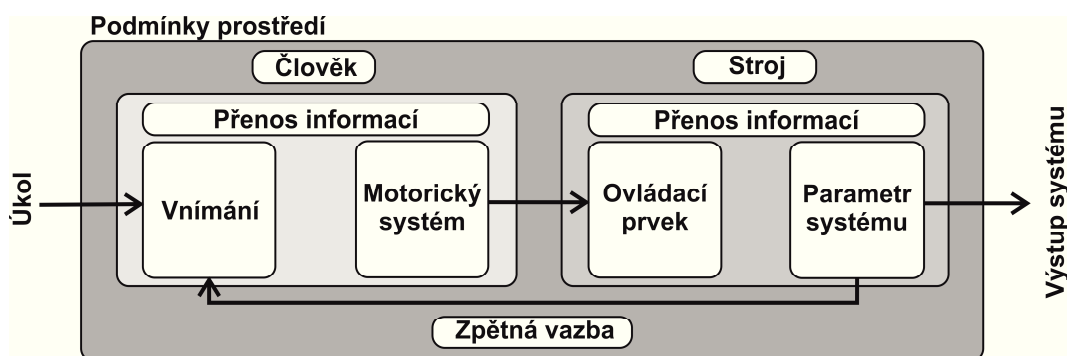 Podmínky prostředí
Člověk
Stroj
Přenos informací
Přenos informací
Úkol
Vnímání
Motorický
systém
Ovládací
prvek
Parametr
systému
Výstup systému
Zpětná vazba